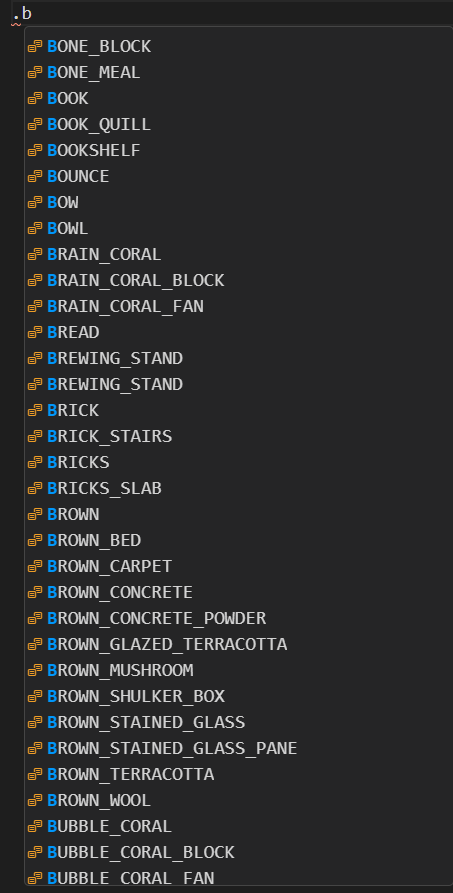 .b
BONE_BLOCK
BONE_MEAL
BOOK
BOOK_QUILL
BOOKSHELF
BOUNCE
BOW
BOWL
BRAIN_CORAL
BRAIN_CORAL_BLOCK
BRAIN_CORAL_FAN
BREAD
BREWING_STAND
BREWING_STAND
BRICK
BRICK_STAIRS
BRICKS
BRICKS_SLAB
BROWN
BROWN_BED
BROWN_CARPET
BROWN_CONCRETE
BROWN_CONCRETE_POWDER
BROWN_GLAZED_TERRACOTTA
BROWN_MUSHROOM
BROWN_SHULKER_BOX
BROWN_STAINED_GLASS
BROWN_STAINED_GLASS_PANE
BROWN_TERRACOTTA
BROWN_WOOL
BUBBLE_CORAL
BUBBLE_CORAL_BLOCK
BUBBLE_CORAL_FAN